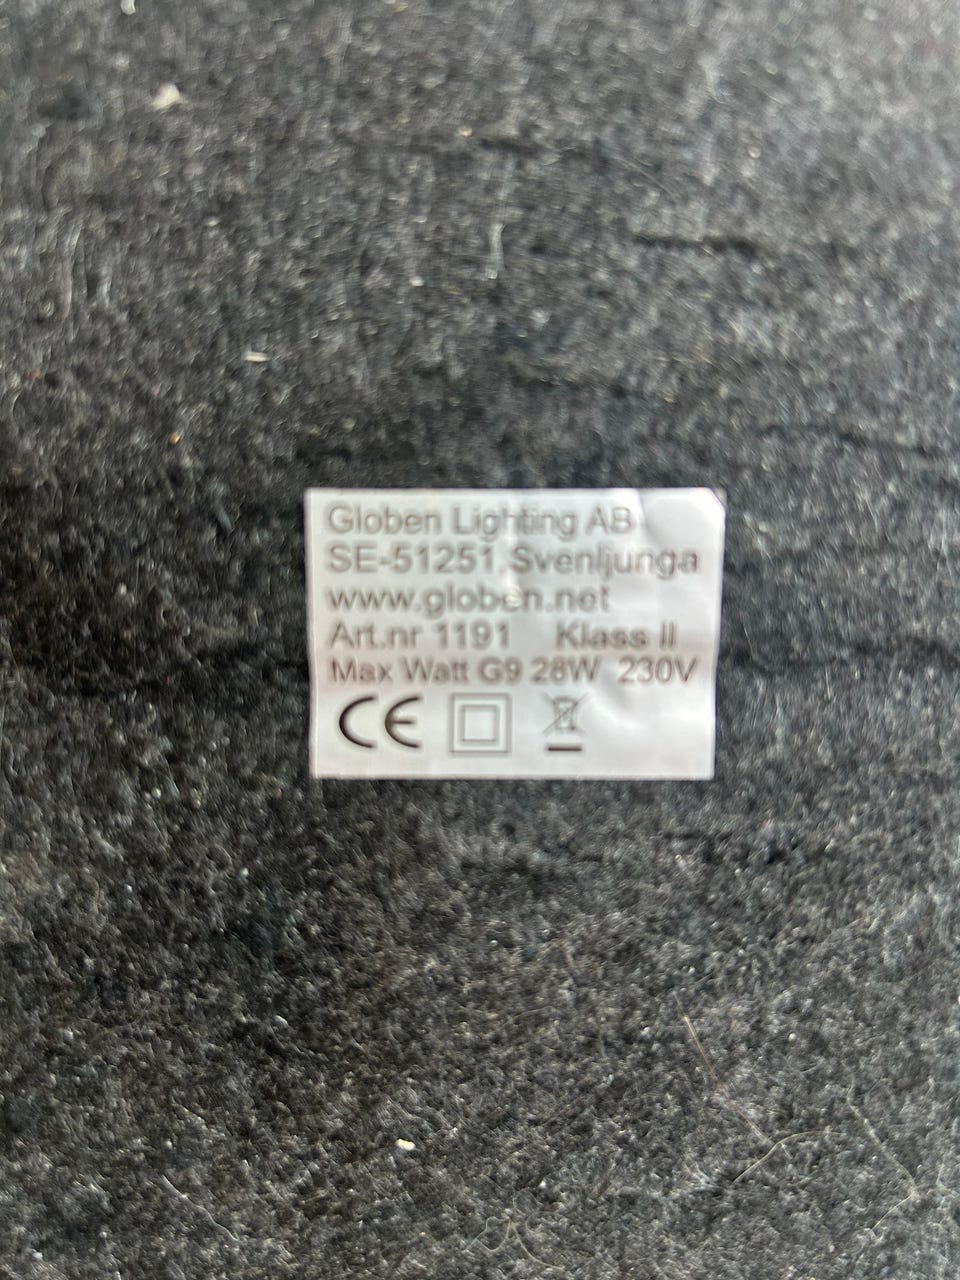 Globen Lighting AB
SE-51251 Svenljunga
www.globen.net
Art.nr 1191 Klass II
Max Watt G9 28W 230V
CE